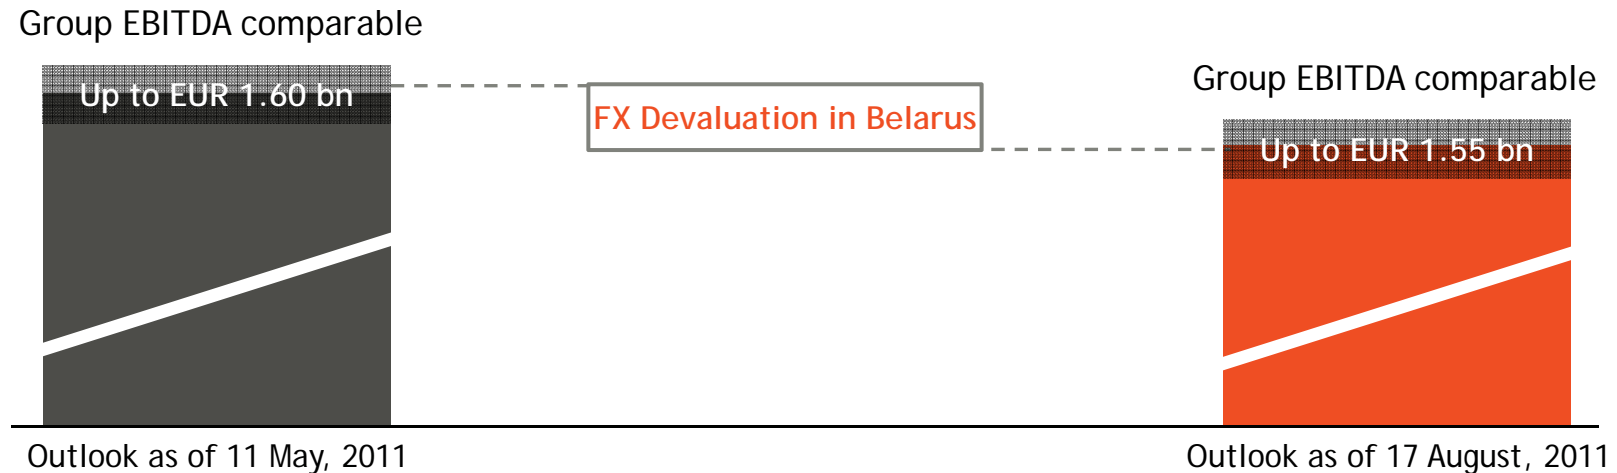 Group EBITDA comparable
Up to EUR 1.60 bn
FX Devaluation in Belarus
Group EBITDA comparable
Up to EUR 1.55 bn
Outlook as of 11 May, 2011
Outlook as of 17 August, 2011